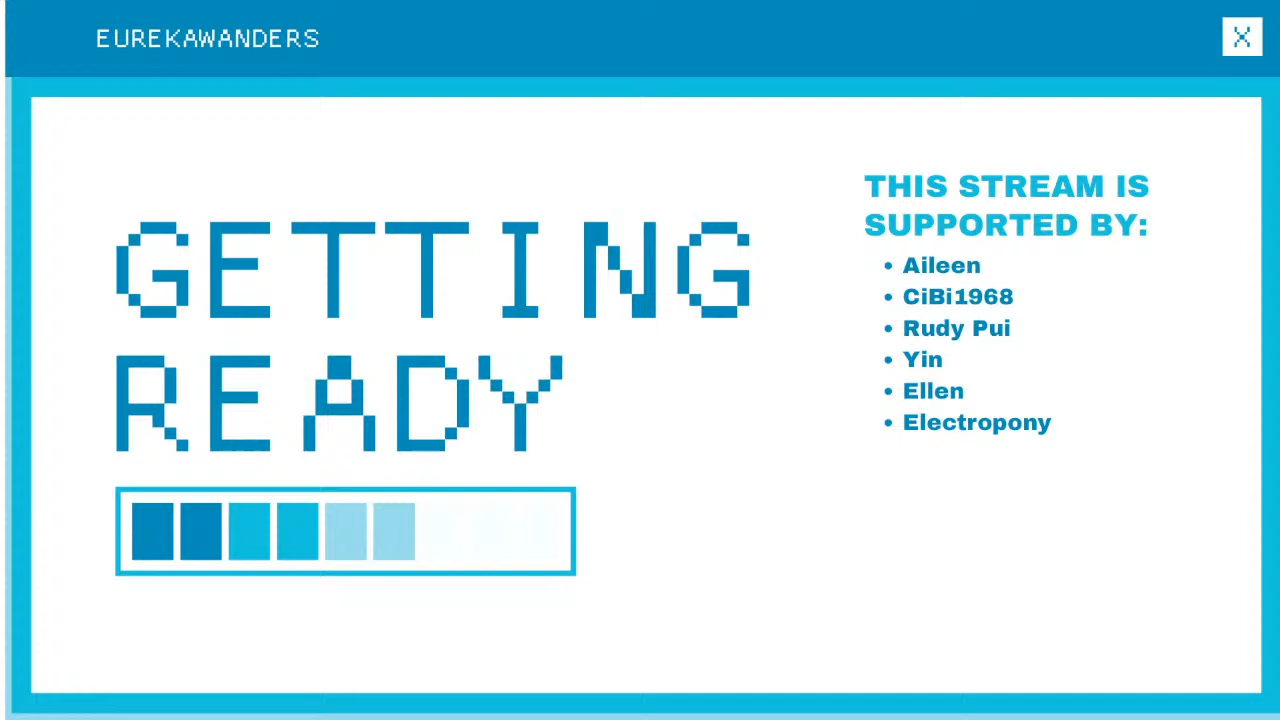 EUREKAWANDERS
X
GETTING
READY
THIS STREAM IS
SUPPORTED BY:
• Aileen
• CiBi1968
• Rudy Pui
• Yin
• Ellen
• Electropony